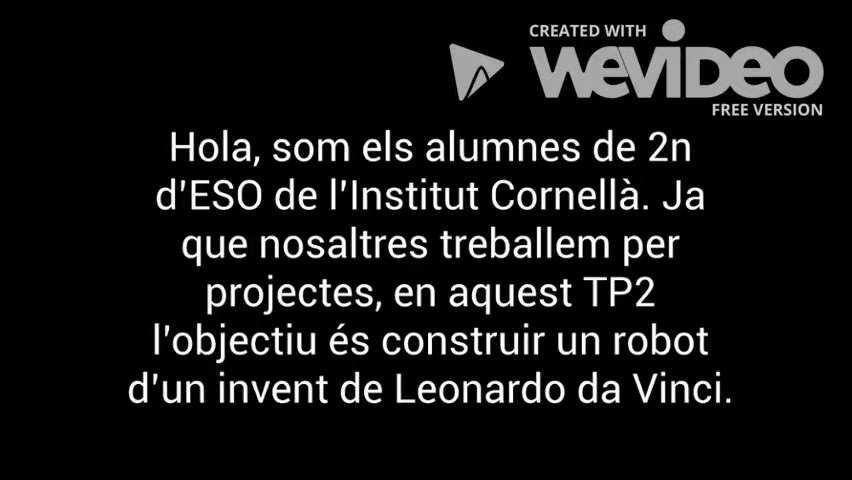 CREATED WITH
WEVIDEO
FREE VERSION
Hola, som els alumnes de 2n
d'ESO de l'Institut Cornellà. Ja
que nosaltres treballem per
projectes, en aquest TP2
l'objectiu és construir un robot
d'un invent de Leonardo da Vinci.